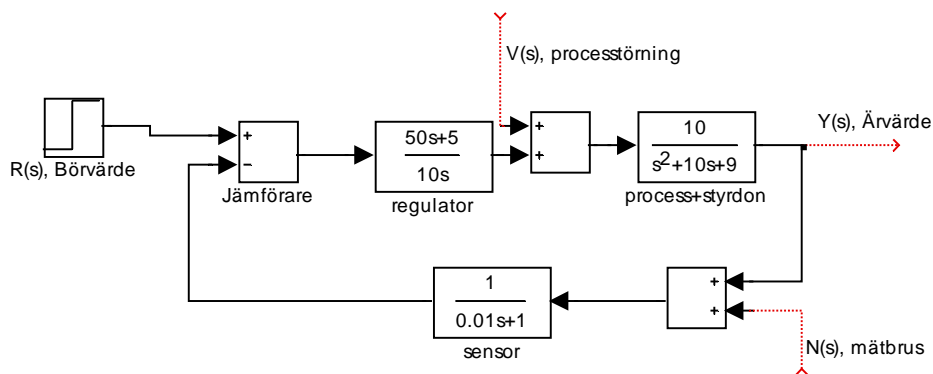 V(s), processtörning
R(s), Börvärde
+
−
Jämförare
50s+5
10s
regulator
+
+
10
s²+10s+9
process+styrdon
Y(s), Ärvärde
1
0.01s+1
sensor
+
+
N(s), mätbrus